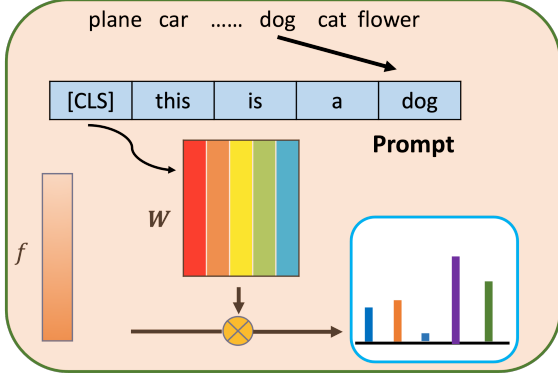 plane car ...... dog cat flower
[CLS] this is a dog
Prompt
W
f